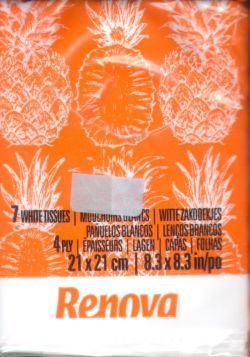 7 WHITE TISSUES | MOUCHOIRS BLANCS | WITTE ZAKDOEKJES
PAÑUELOS BLANCOS | LENÇOS BRANCOS
4 PLY | ÉPAISSEURS | LAGEN | CAPAS | FOLHAS
21 x 21 cm | 8.3 x 8.3 in/po
Renova